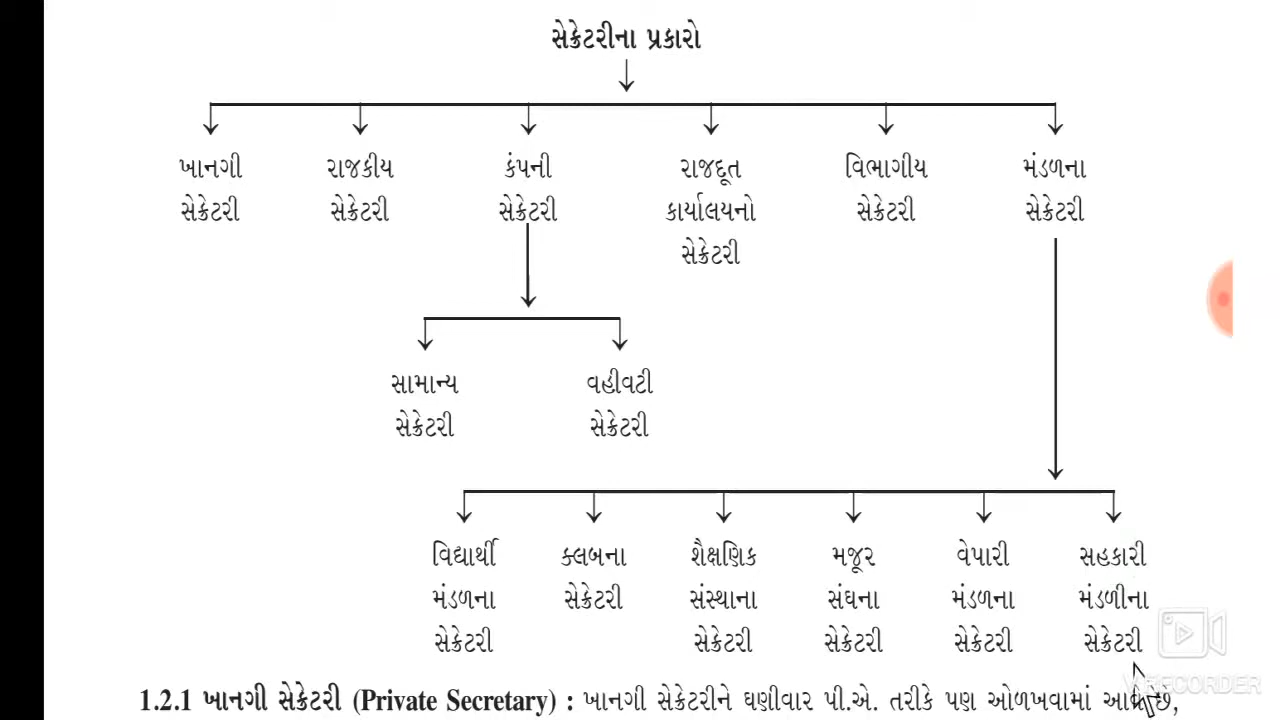 સેક્રેટરીના પ્રકારો
ખાનગી સેક્રેટરી
રાજકીય સેક્રેટરી
કંપની સેક્રેટરી
રાજદૂત કાર્યાલયનો સેક્રેટરી
વિભાગીય સેક્રેટરી
મંડળના સેક્રેટરી
સામાન્ય સેક્રેટરી
વહીવટી સેક્રેટરી
વિદ્યાર્થી મંડળના સેક્રેટરી
ક્લબના સેક્રેટરી
શૈક્ષણિક સંસ્થાના સેક્રેટરી
મજૂર સંઘના સેક્રેટરી
વેપારી મંડળના સેક્રેટરી
સહકારી મંડળીના સેક્રેટરી
1.2.1 ખાનગી સેક્રેટરી (Private Secretary) : ખાનગી સેક્રેટરીને ઘણીવાર પી.એ. તરીકે પણ ઓળખવામાં છે,